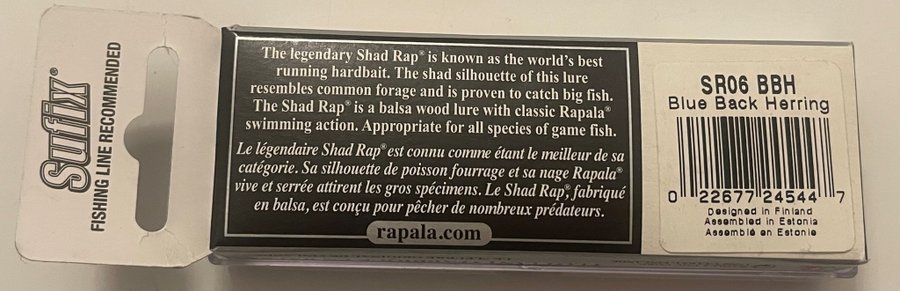 Sufix®
FISHING LINE RECOMMENDED
The legendary Shad Rap® is known as the world's best
running hardbait. The shad silhouette of this lure
resembles common forage and is proven to catch big fish.
The Shad Rap® is a balsa wood lure with classic Rapala®
swimming action. Appropriate for all species of game fish.
Le légendaire Shad Rap® est connu comme étant le meilleur de sa
catégorie. Sa silhouette de poisson fourrage et sa nage Rapala®
vive et serrée attirent les gros spécimens. Le Shad Rap®, fabriqué
en balsa, est conçu pour pêcher de nombreux prédateurs.
rapala.com
SR06 BBH
Blue Back Herring
0 22677 24544 7
Designed in Finland
Assembled in Estonia
Assemblé en Estonie